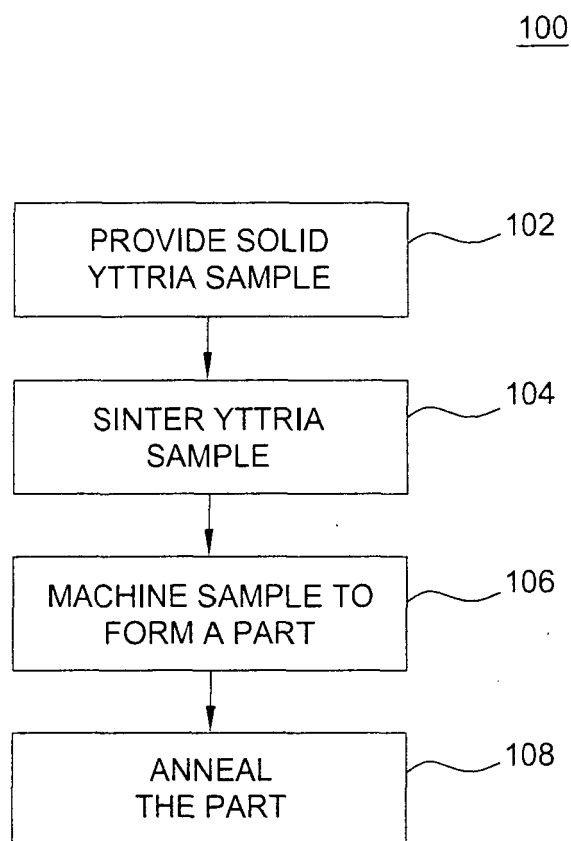 100
PROVIDE SOLID
YTTRIA SAMPLE
102
SINTER YTTRIA
SAMPLE
104
MACHINE SAMPLE TO
FORM A PART
106
ANNEAL
THE PART
108